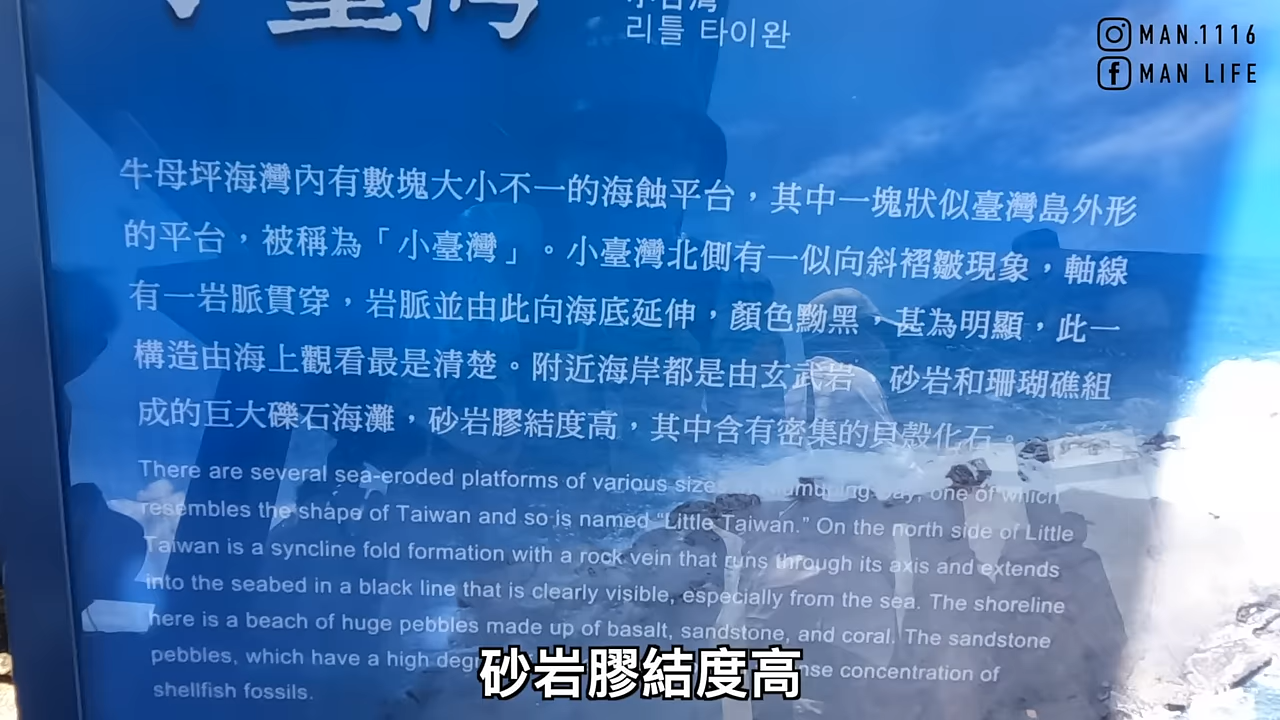 小臺灣
리틀 타이완
MAN.1116
MAN LIFE
牛母坪海灣內有數塊大小不一的海蝕平台，其中一塊狀似臺灣島外形
的平台，被稱為「小臺灣」。小臺灣北側有一似向斜褶皺現象，軸線
有一岩脈貫穿，岩脈並由此向海底延伸，顏色黝黑，甚為明顯，此一
構造由海上觀看最是清楚。附近海岸都是由玄武岩、砂岩和珊瑚礁組
成的巨大礫石海灘，砂岩膠結度高，其中含有密集的貝殼化石。
There are several sea-eroded platforms of various sizes Bay, one of which
resembles the shape of Taiwan and so is named “Little Taiwan.” On the north side of Little
Taiwan is a syncline fold formation with a rock vein that runs through its axis and extends
into the seabed in a black line that is clearly visible, especially from the sea. The shoreline
here is a beach of huge pebbles made up of basalt, sandstone, and coral. The sandstone
pebbles, which have a high concentration of
shellfish fossils.
砂岩膠結度高